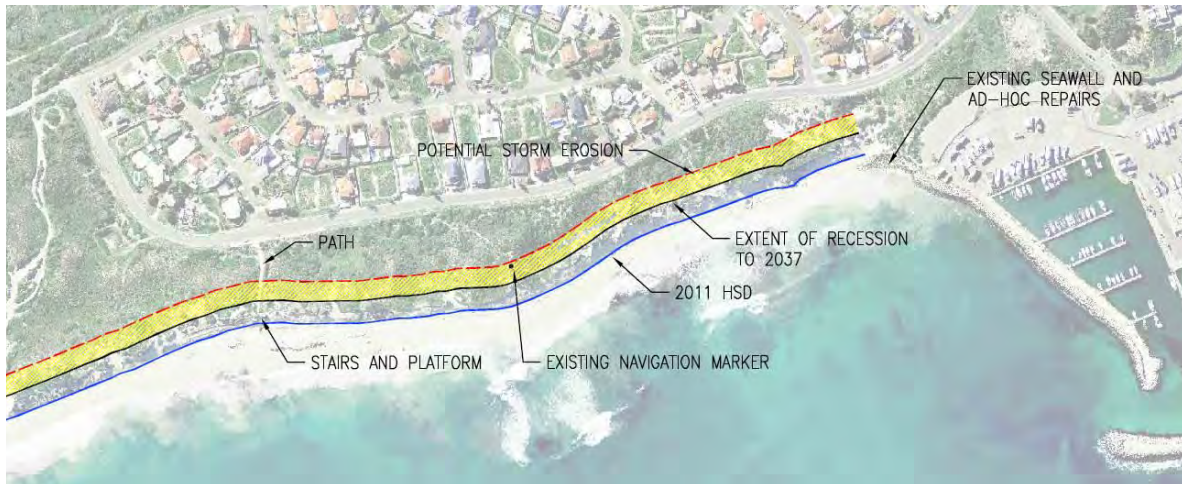 EXISTING SEAWALL AND
AD-HOC REPAIRS
POTENTIAL STORM EROSION
PATH
EXTENT OF RECESSION
TO 2037
2011 HSD
STAIRS AND PLATFORM
EXISTING NAVIGATION MARKER